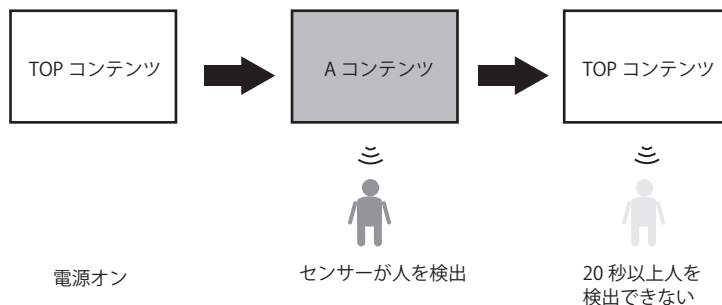 TOP コンテンツ
A コンテンツ
TOP コンテンツ
電源オン
センサーが人を検出
20 秒以上人を
検出できない